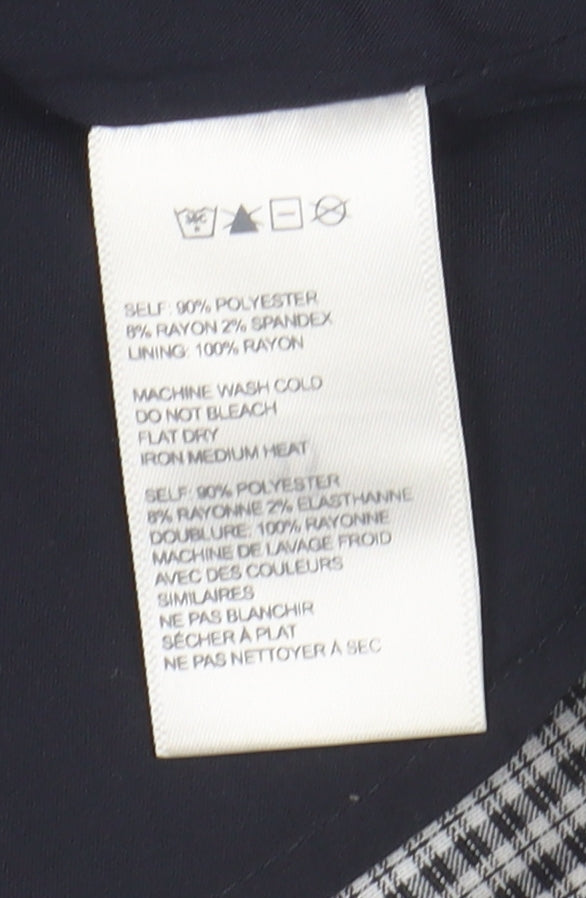 SELF: 90% POLYESTER
8% RAYON 2% SPANDEX
LINING: 100% RAYON
MACHINE WASH COLD
DO NOT BLEACH
FLAT DRY
IRON MEDIUM HEAT
SELF: 90% POLYESTER
8% RAYONNE 2% ELASTHANNE
DOUBLURE: 100% RAYONNE
MACHINE DE LAVAGE FROID
AVEC DES COULEURS
SIMILAIRES
NE PAS BLANCHIR
SÉCHER À PLAT
NE PAS NETTOYER À SEC